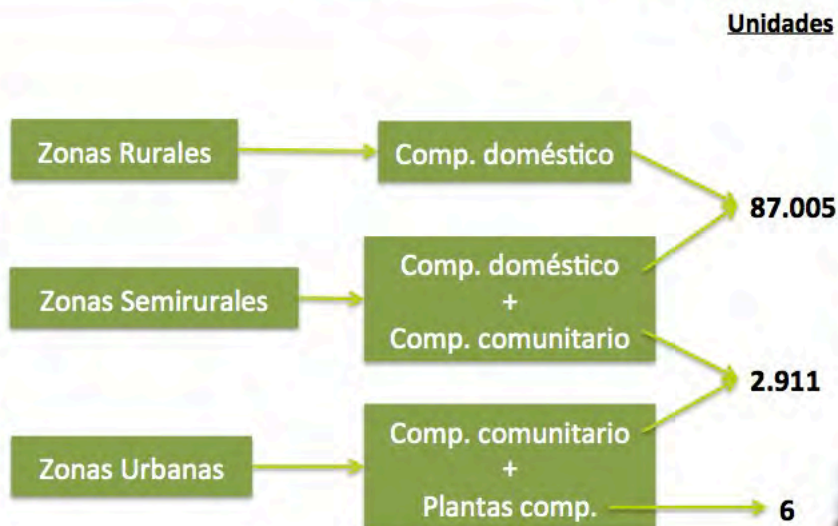 Unidades
Zonas Rurales
Comp. doméstico
87.005
Zonas Semirurales
Comp. doméstico
+
Comp. comunitario
2.911
Zonas Urbanas
Comp. comunitario
+
Plantas comp.
6